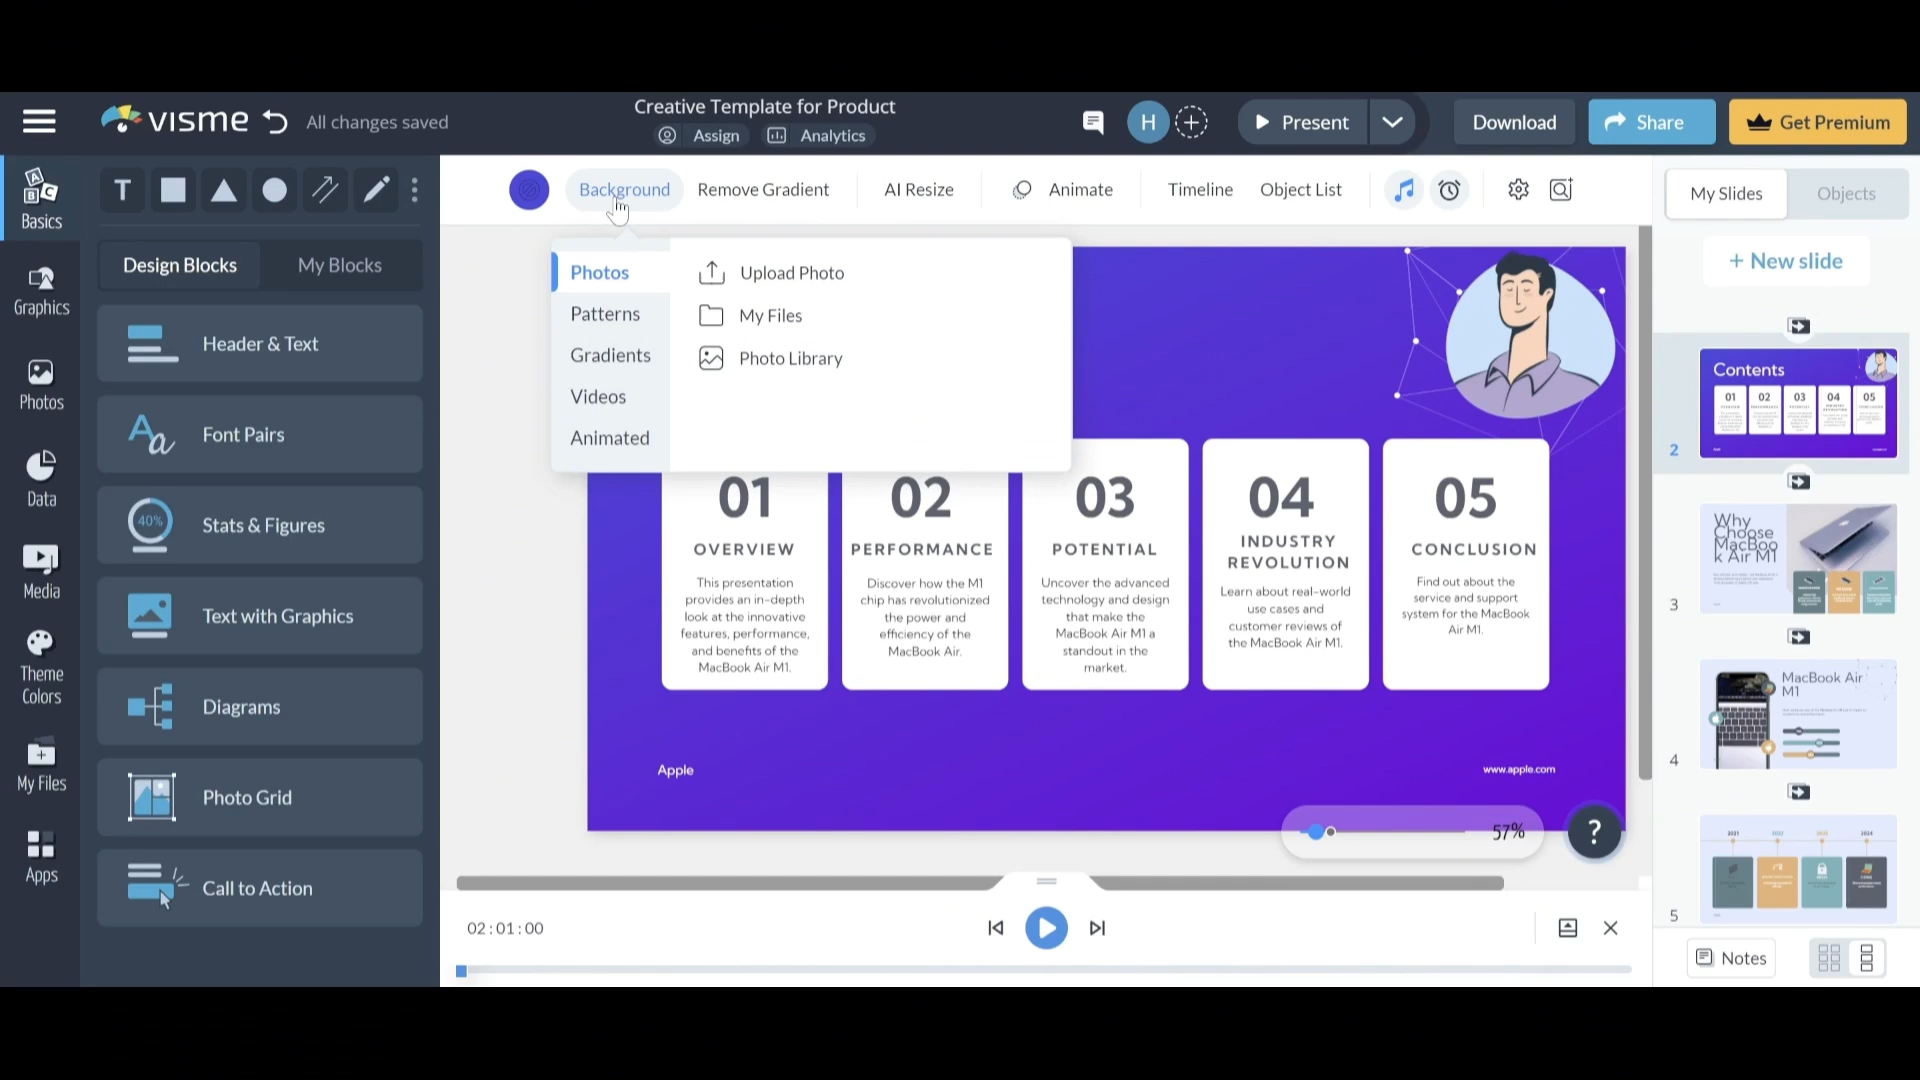 visme
All changes saved
Creative Template for Product
Assign
Analytics
H
Present
Download
Share
Get Premium
A
B C
Basics
Graphics
Photos
Data
Media
Theme
Colors
My Files
Apps
T
Design Blocks
My Blocks
Header & Text
Aa
Font Pairs
40%
Stats & Figures
Text with Graphics
Diagrams
Photo Grid
Call to Action
Background
Remove Gradient
AI Resize
Animate
Timeline
Object List
Photos
Patterns
Gradients
Videos
Animated
Upload Photo
My Files
Photo Library
01
OVERVIEW
This presentation
provides an in-depth
look at the innovative
features, performance,
and benefits of the
MacBook Air M1.
02
PERFORMANCE
Discover how the M1
chip has revolutionized
the power and
efficiency of the
MacBook Air.
03
POTENTIAL
Uncover the advanced
technology and design
that make the
MacBook Air M1 a
standout in the
market.
04
INDUSTRY
REVOLUTION
Learn about real-world
use cases and
customer reviews of
the MacBook Air M1.
05
CONCLUSION
Find out about the
service and support
system for the MacBook
Air M1.
Apple
www.apple.com
57%
?
02:01:00
My Slides
Objects
+ New slide
Contents
01 02 03 04 05
2
Why
Choose
MacBoo
k Air M1
3
MacBook Air
M1
4
2021 2022 2023 2024
5
Notes